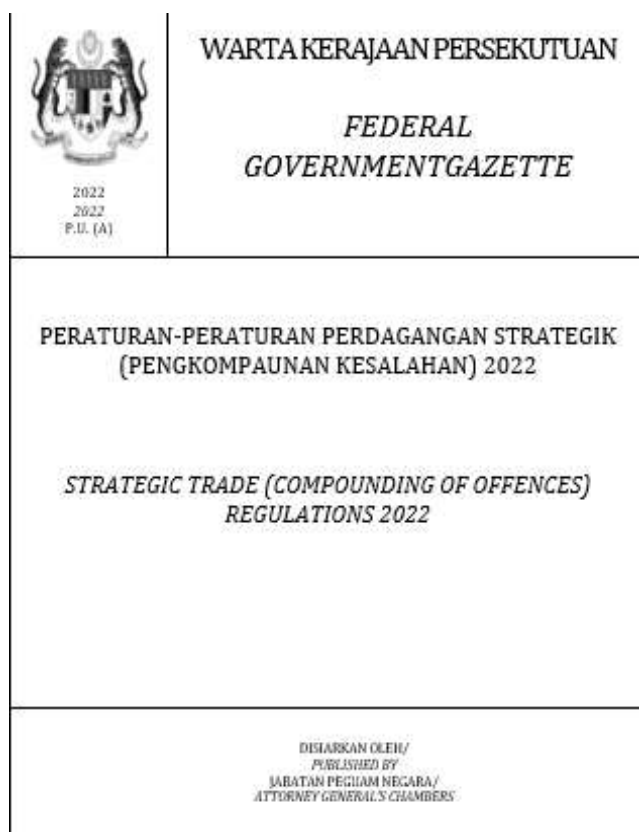 WARTA KERAJAAN PERSEKUTUAN
FEDERAL
GOVERNMENTGAZETTE
2022
2022
P.U. (A)
PERATURAN-PERATURAN PERDAGANGAN STRATEGIK
(PENGKOMPAUNAN KESALAHAN) 2022
STRATEGIC TRADE (COMPOUNDING OF OFFENCES)
REGULATIONS 2022
DISIARKAN OLEH/
PUBLISHED BY
JABATAN PEGUAM NEGARA/
ATTORNEY GENERAL'S CHAMBERS